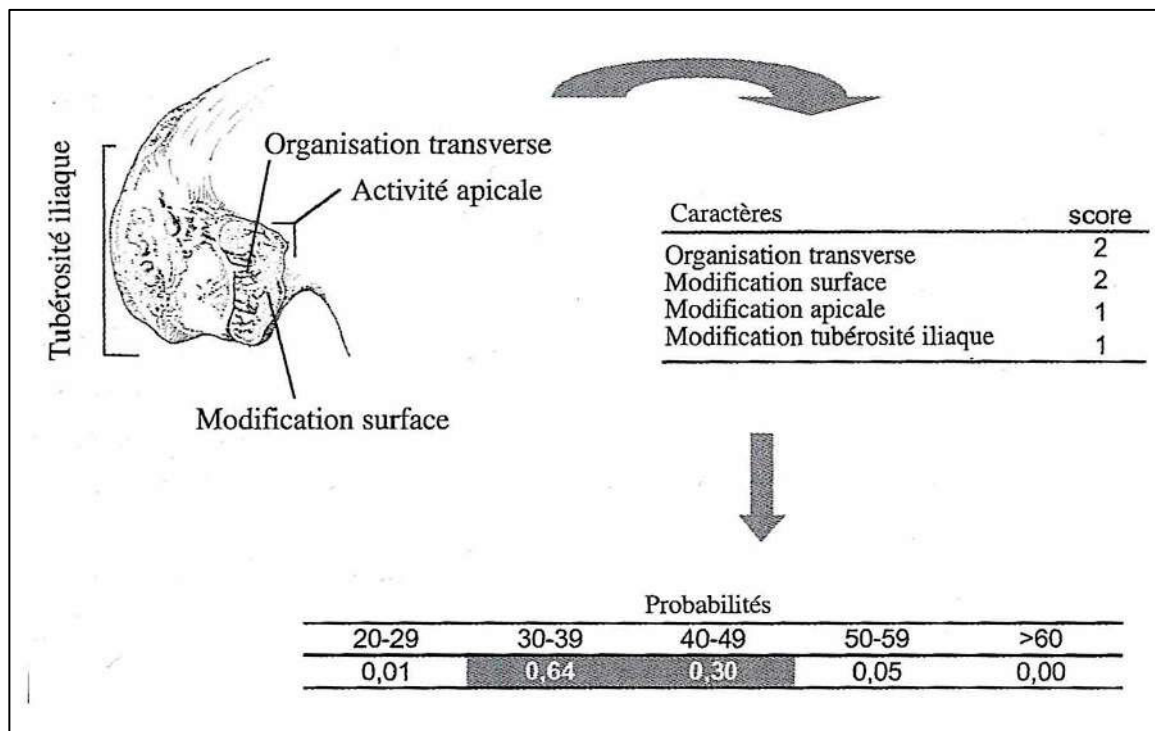 Organisation transverse
Activité apicale
Tubérosité iliaque
Modification surface
Caractères score
Organisation transverse 2
Modification surface 2
Modification apicale 1
Modification tubérosité iliaque 1
Probabilités
20-29 30-39 40-49 50-59 >60
0,01 0,64 0,30 0,05 0,00